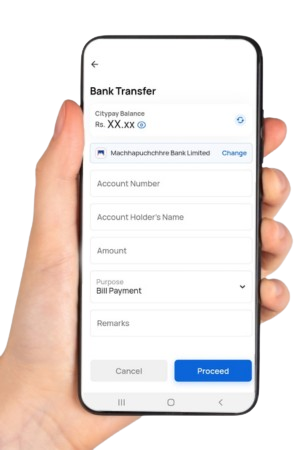 Bank Transfer
Citypay Balance
Rs. XX.xx
Machhapuchchhre Bank Limited Change
Account Number
Account Holder's Name
Amount
Purpose
Bill Payment
Remarks
Cancel Proceed